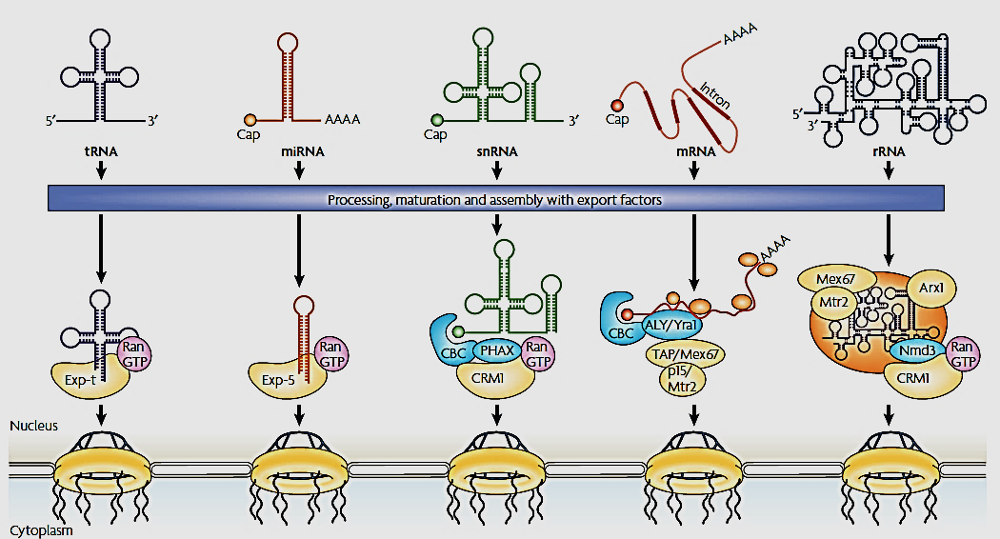 AAAA
5′
3′
Cap
AAAA
Cap
3′
Cap
Intron
5′
3′
tRNA
miRNA
snRNA
mRNA
rRNA
Processing, maturation and assembly with export factors
Exp-t
Ran
GTP
Exp-5
Ran
GTP
CBC
PHAX
Ran
GTP
CRM1
AAAA
CBC
ALY/Yra1
TAP/Mex67
p15/
Mtr2
Mex67
Mtr2
Arx1
Nmd3
Ran
GTP
CRM1
Nucleus
Cytoplasm